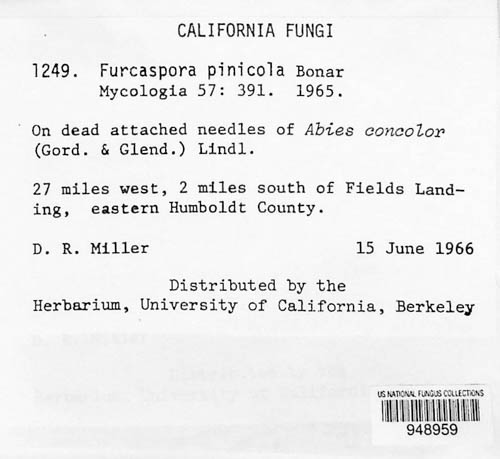 CALIFORNIA FUNGI
1249. Furcaspora pinicola Bonar
Mycologia 57: 391. 1965.
On dead attached needles of Abies concolor
(Gord. & Glend.) Lindl.
27 miles west, 2 miles south of Fields Land-
ing, eastern Humboldt County.
D. R. Miller 15 June 1966
Distributed by the
Herbarium, University of California, Berkeley
US NATIONAL FUNGUS COLLECTIONS
948959